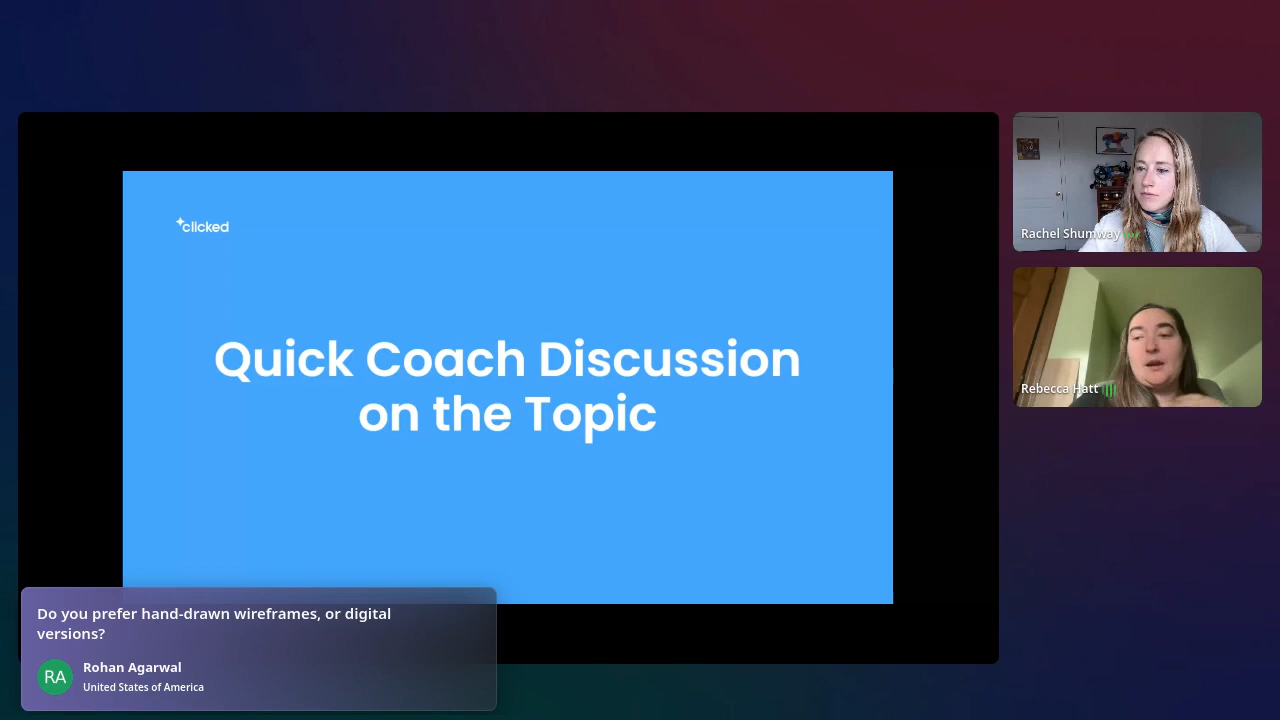 clicked
Quick Coach Discussion
on the Topic
Rachel Shumway
Rebecca Hatt
Do you prefer hand-drawn wireframes, or digital
versions?
RA
Rohan Agarwal
United States of America